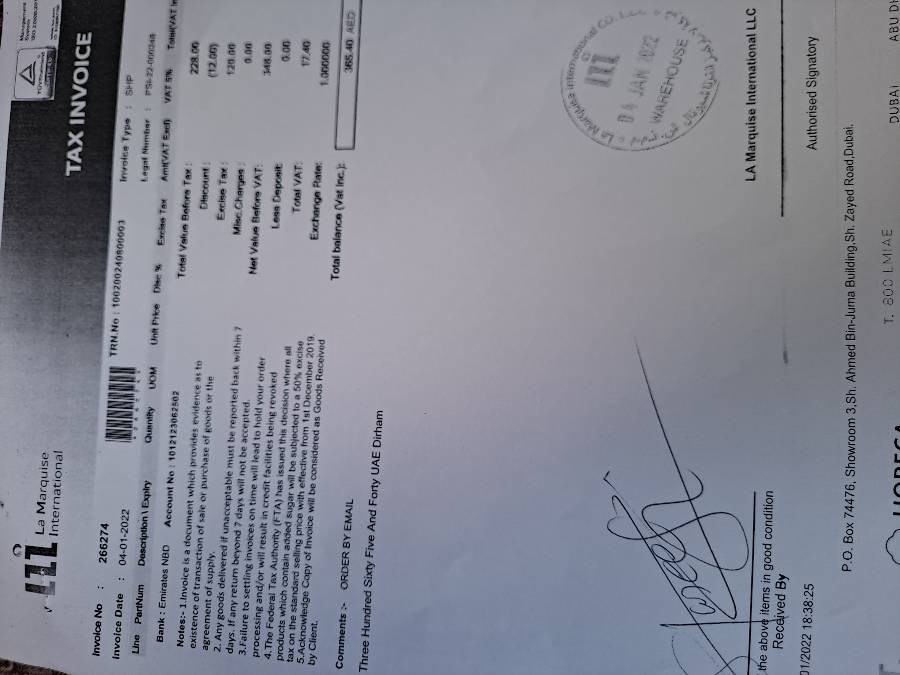 La Marquise
International
TAX INVOICE
Invoice No : 266274
TRN.No : 100200240800003
Invoice Type : SHP
Invoice Date : 04-01-2022
Legal Number : PSI-22-000348
Line PartNum Description \ Expiry Quantity UOM Unit Price Disc % Excise Tax Amt(VAT Excl) VAT 5% Total(VAT In
Bank : Emirates NBD Account No : 1012123062502
Total Value Before Tax : 228.00
Discount : (12.00)
Excise Tax : 120.00
Misc.Charges : 0.00
Net Value Before VAT: 348.00
Less Deposit: 0.00
Total VAT: 17.40
Exchange Rate: 1.000000
Total balance (Vat Inc.): 365.40 AED
Notes:- 1.Invoice is a document which provides evidence as to
existence of transaction of sale or purchase of goods or the
agreement of supply.
2. Any goods delivered if unacceptable must be reported back within 7
days. If any return beyond 7 days will not be accepted.
3.Failure to settling invoices on time will lead to hold your order
processing and/or will result in credit facilities being revoked
4.The Federal Tax Authority (FTA) has issued this decision where all
products which contain added sugar will be subjected to a 50% excise
tax on the standard selling price with effective from 1st December 2019.
5.Acknowledge Copy of Invoice will be considered as Goods Received
by Client.
Comments :- ORDER BY EMAIL
Three Hundred Sixty Five And Forty UAE Dirham
La Marquise International CO. L.L.C.
04 JAN 2022
WAREHOUSE
LA Marquise International LLC
Authorised Signatory
the above items in good condition
Received By
01/2022 18:38:25
P.O. Box 74476, Showroom 3,Sh. Ahmed Bin-Juma Building,Sh. Zayed Road,Dubai.
T. 800 LMIAE
DUBAI ABU DH
HORECA